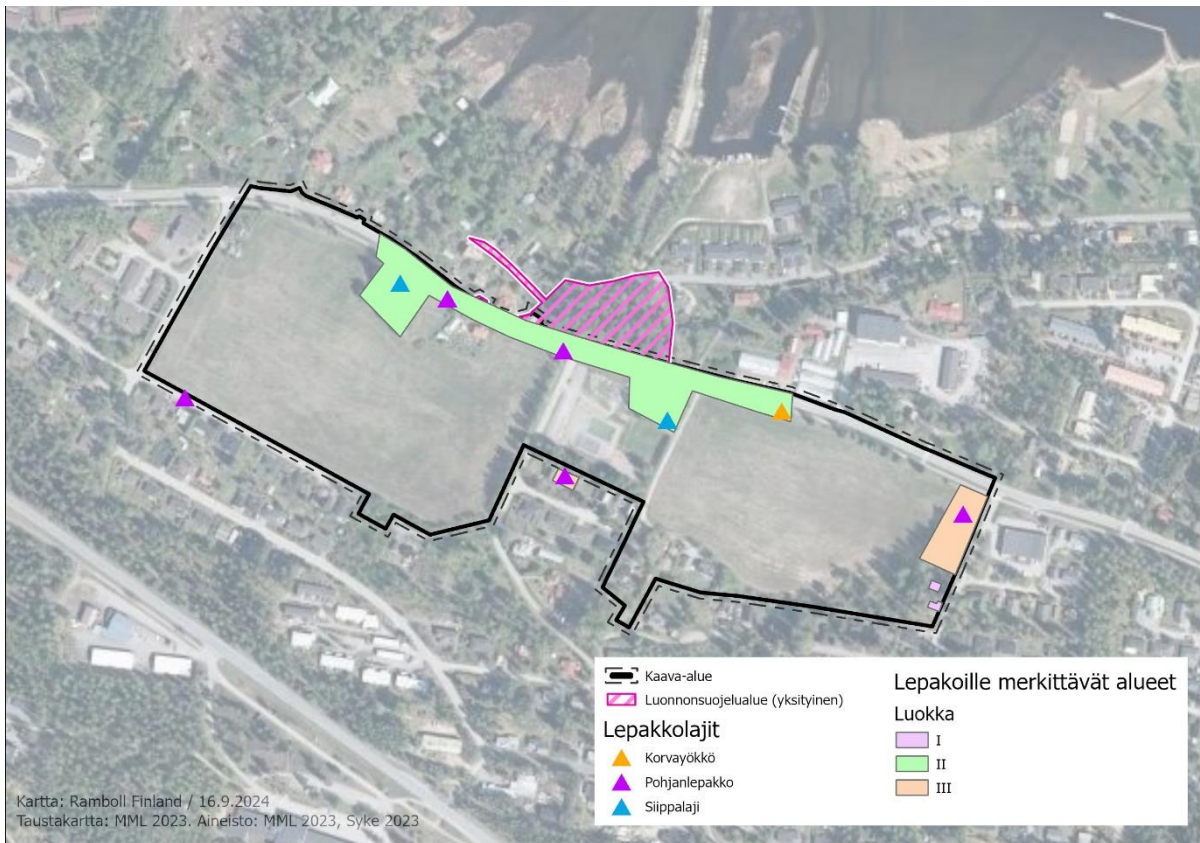 Kaava-alue
Luonnonsuojelualue (yksityinen)
Lepakkolajit
Korvayökkö
Pohjanlepakko
Siippalaji
Lepakoille merkittävät alueet
Luokka
I
II
III
Kartta: Ramboll Finland / 16.9.2024
Taustakartta: MML 2023. Aineisto: MML 2023, Syke 2023